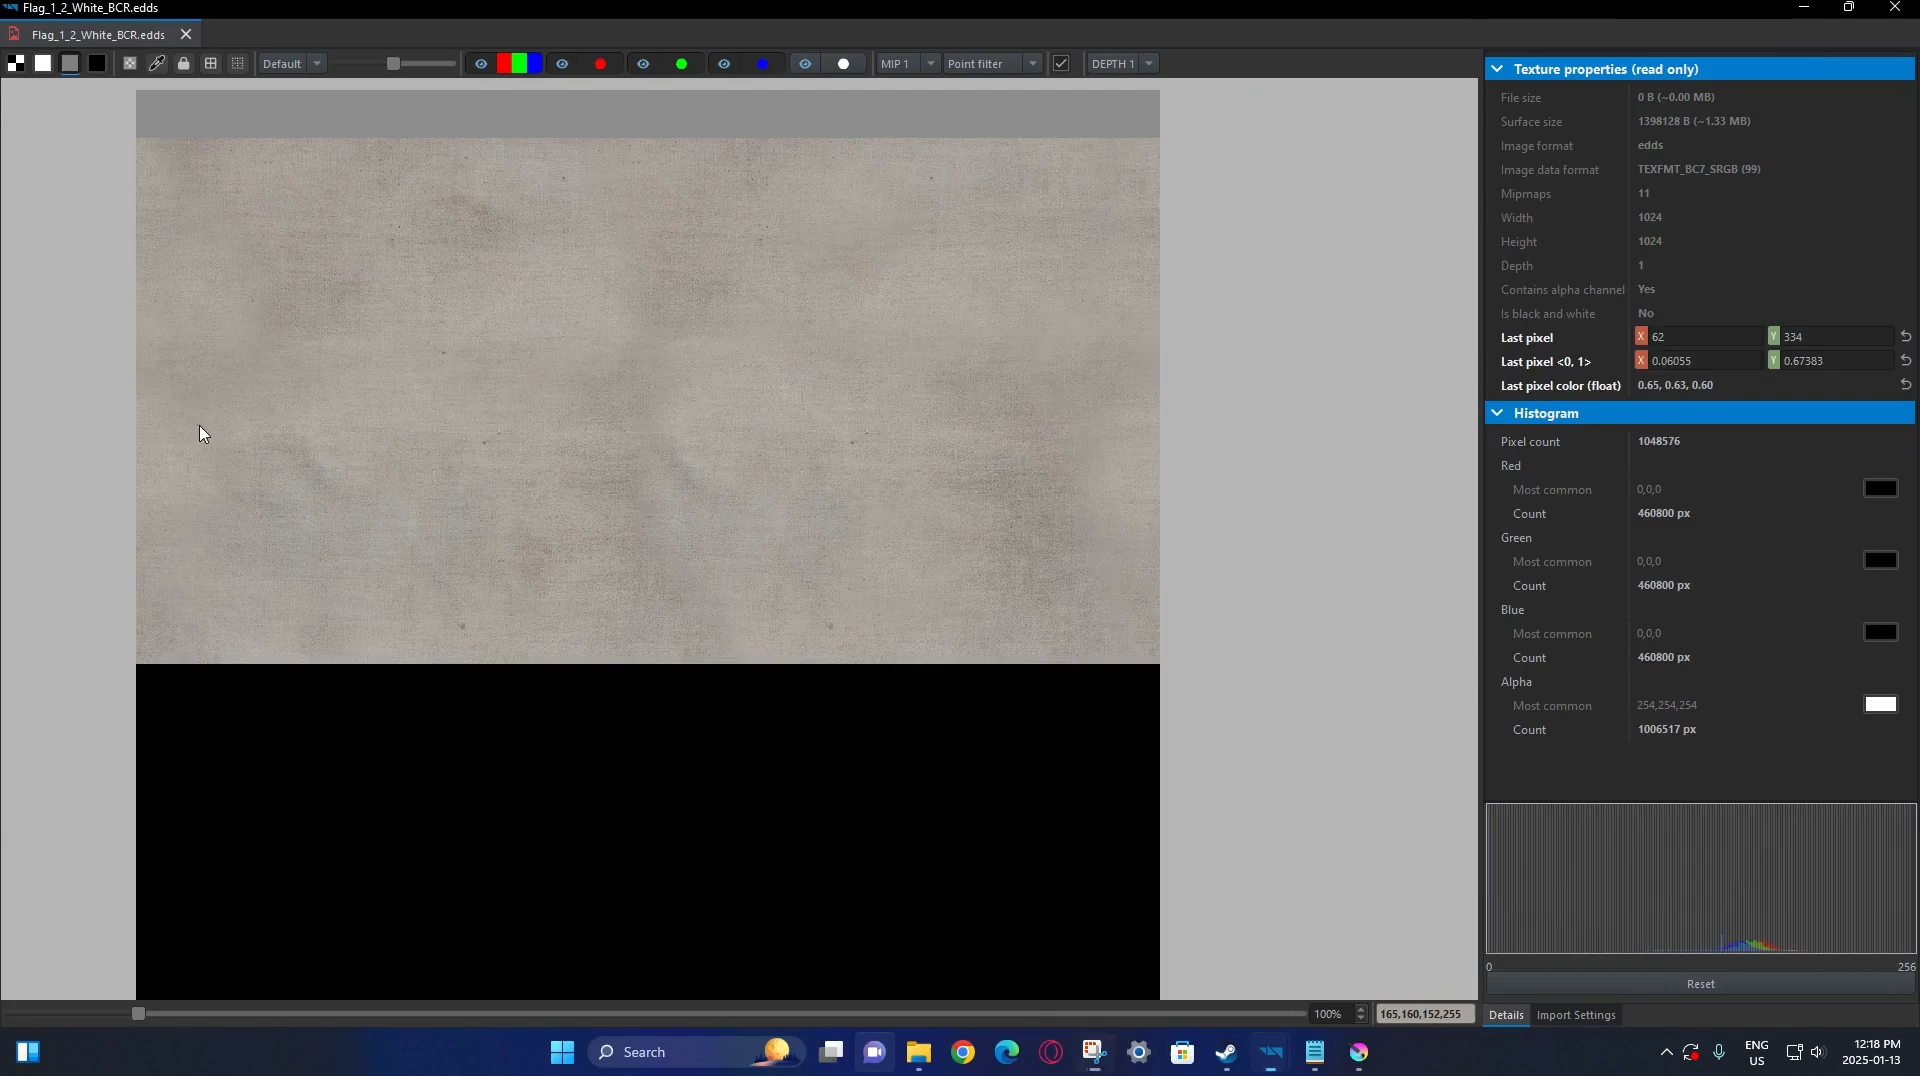 Flag_1_2_White_BCR.edds
Flag_1_2_White_BCR.edds
Default
MIP 1
Point filter
DEPTH 1
Texture properties (read only)
File size 0 B (~0.00 MB)
Surface size 1398128 B (~1.33 MB)
Image format edds
Image data format TEXFMT_BC7_SRGB (99)
Mipmaps 11
Width 1024
Height 1024
Depth 1
Contains alpha channel Yes
Is black and white No
Last pixel X 62 Y 334
Last pixel <0, 1> X 0.06055 Y 0.67383
Last pixel color (float) 0.65, 0.63, 0.60
Histogram
Pixel count 1048576
Red
Most common 0,0,0
Count 460800 px
Green
Most common 0,0,0
Count 460800 px
Blue
Most common 0,0,0
Count 460800 px
Alpha
Most common 254,254,254
Count 1006517 px
0 256
Reset
100% 165,160,152,255 Details Import Settings
Search
ENG
US
12:18 PM
2025-01-13